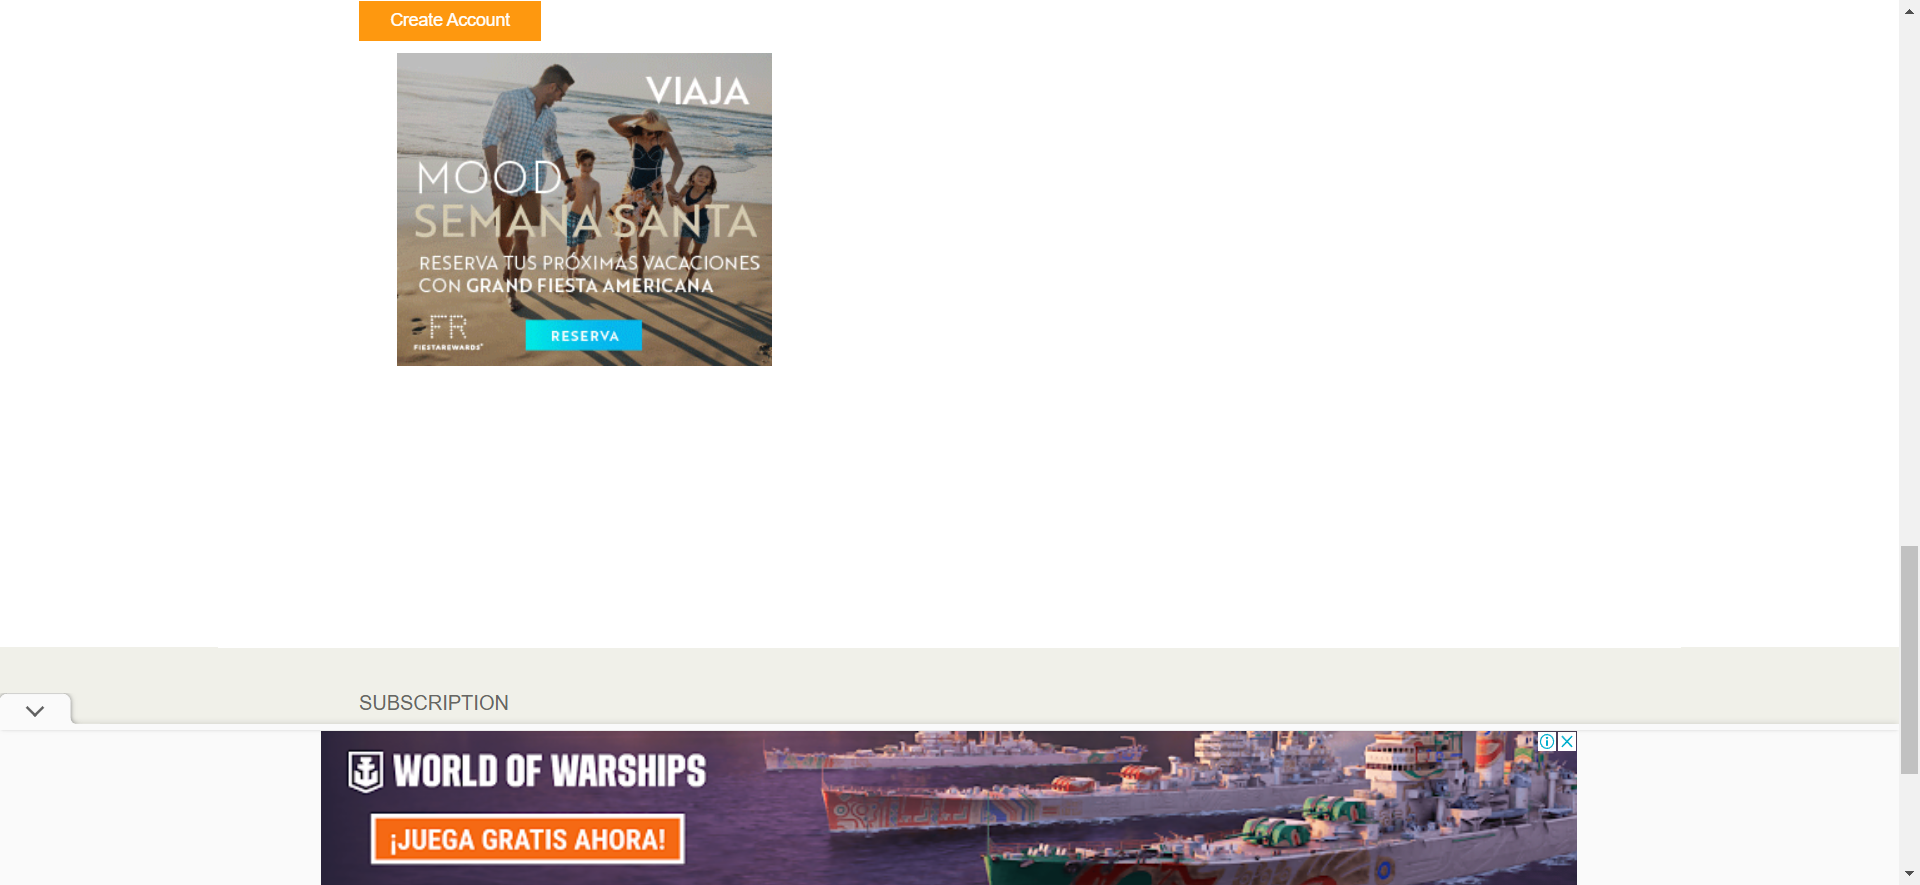 Create Account
VIAJA
MOOD
SEMANA SANTA
RESERVA TUS PRÓXIMAS VACACIONES
CON GRAND FIESTA AMERICANA
FR
FIESTAREWARDS
RESERVA
SUBSCRIPTION
WORLD OF WARSHIPS
¡JUEGA GRATIS AHORA!